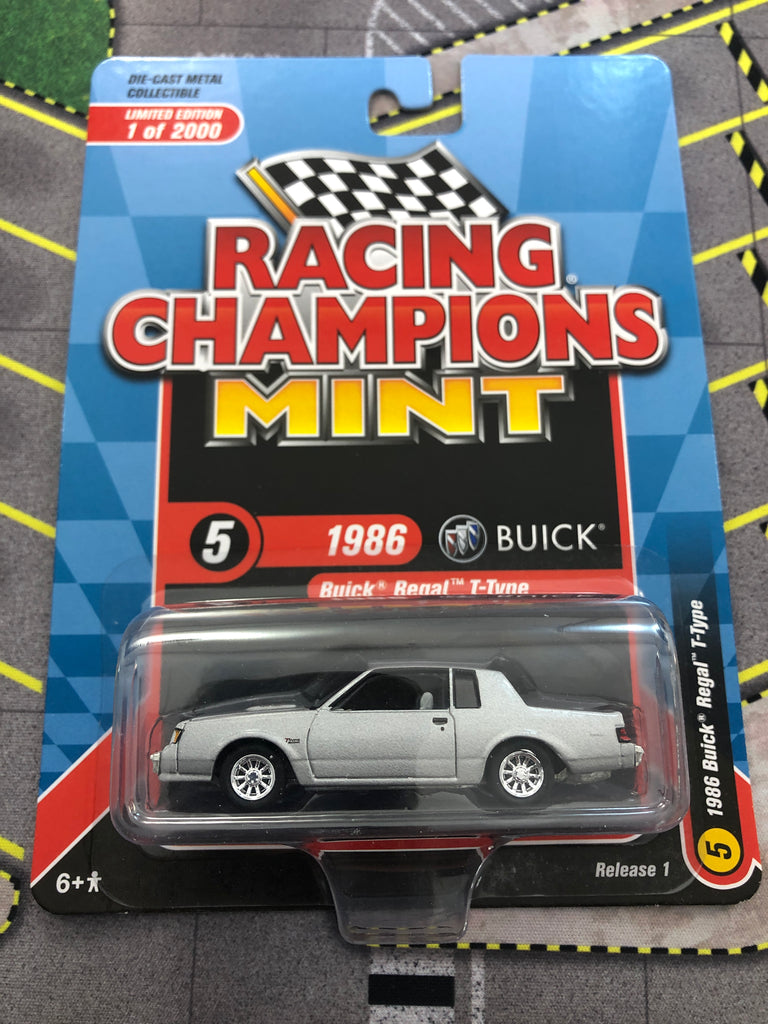 DIE-CAST METAL
COLLECTIBLE
LIMITED EDITION
1 of 2000
RACING
CHAMPIONS®
MINT
5
1986
BUICK®
Buick® Regal™ T-Type
1986 Buick® Regal™ T-Type
5
6+
Release 1